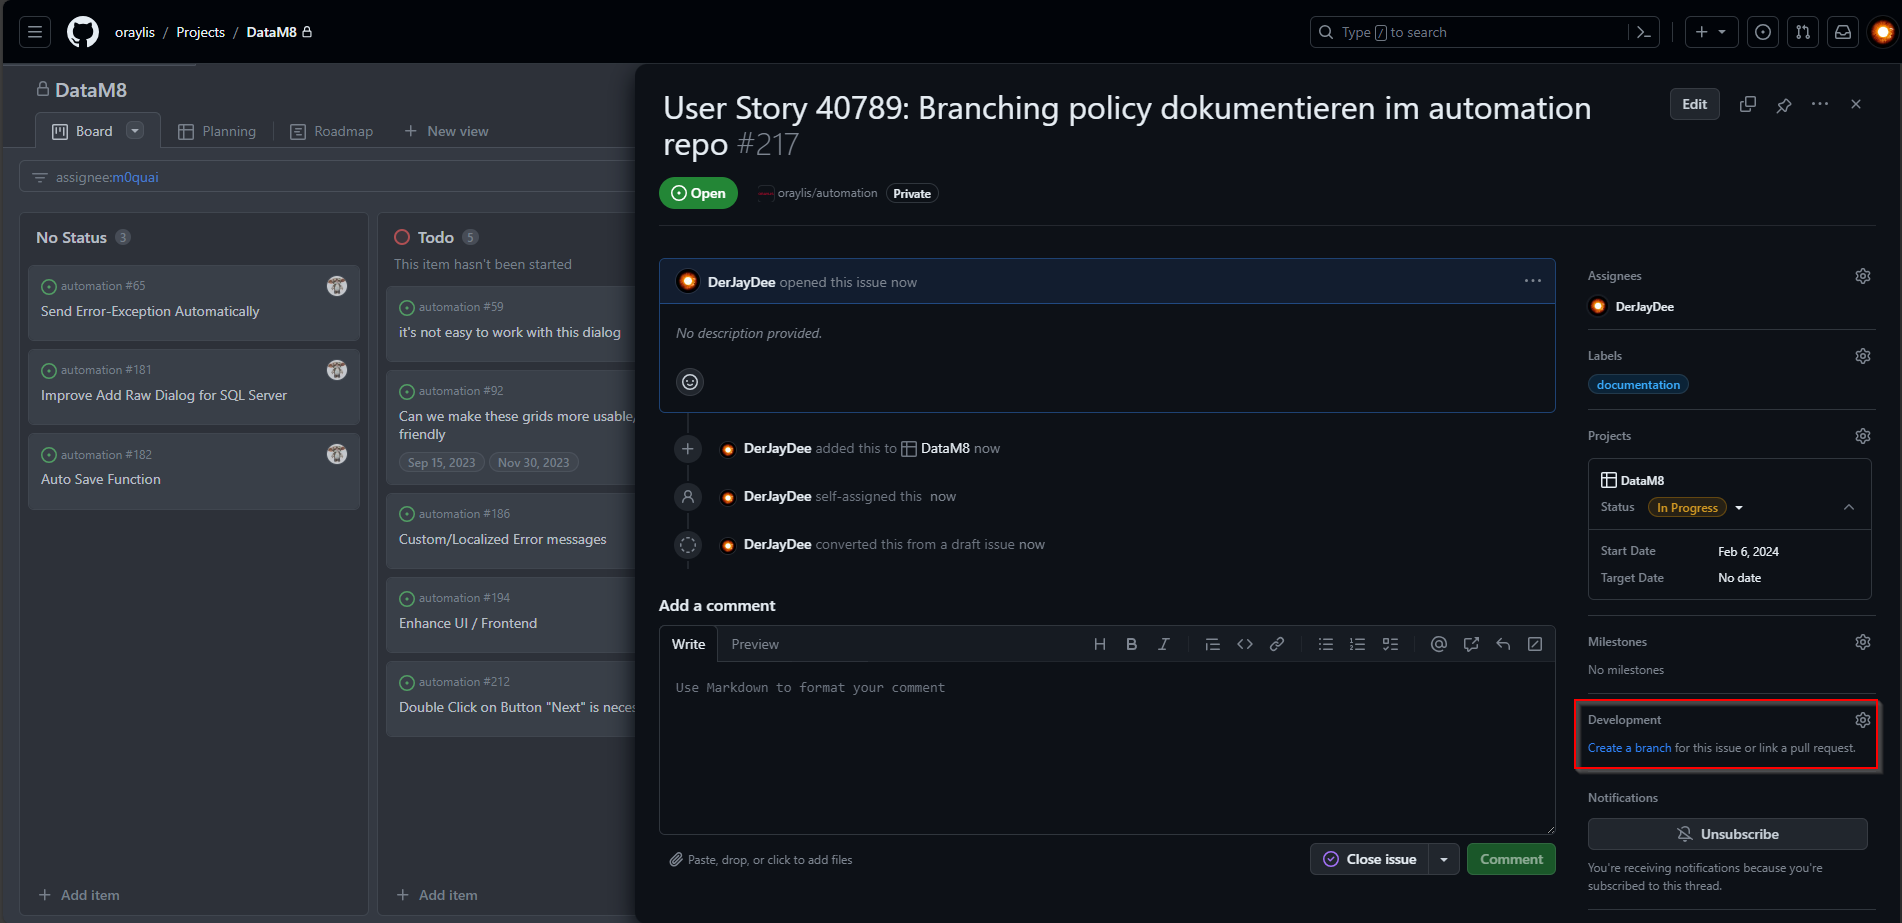 oraylis / Projects / DataM8
Type / to search
DataM8
Board
Planning
Roadmap
New view
assignee:m0quai
No Status 3
automation #65
Send Error-Exception Automatically
automation #181
Improve Add Raw Dialog for SQL Server
automation #182
Auto Save Function
Add item
Todo 5
This item hasn't been started
automation #59
it's not easy to work with this dialog
automation #92
Can we make these grids more usable,
friendly
Sep 15, 2023
Nov 30, 2023
automation #186
Custom/Localized Error messages
automation #194
Enhance UI / Frontend
automation #212
Double Click on Button "Next" is neces
Add item
User Story 40789: Branching policy dokumentieren im automation
repo #217
Edit
Open
oraylis/automation
Private
DerJayDee opened this issue now
No description provided.
DerJayDee added this to DataM8 now
DerJayDee self-assigned this now
DerJayDee converted this from a draft issue now
Add a comment
Write
Preview
Use Markdown to format your comment
Paste, drop, or click to add files
Close issue
Comment
Assignees
DerJayDee
Labels
documentation
Projects
DataM8
Status In Progress
Start Date Feb 6, 2024
Target Date No date
Milestones
No milestones
Development
Create a branch for this issue or link a pull request.
Notifications
Unsubscribe
You're receiving notifications because you're
subscribed to this thread.